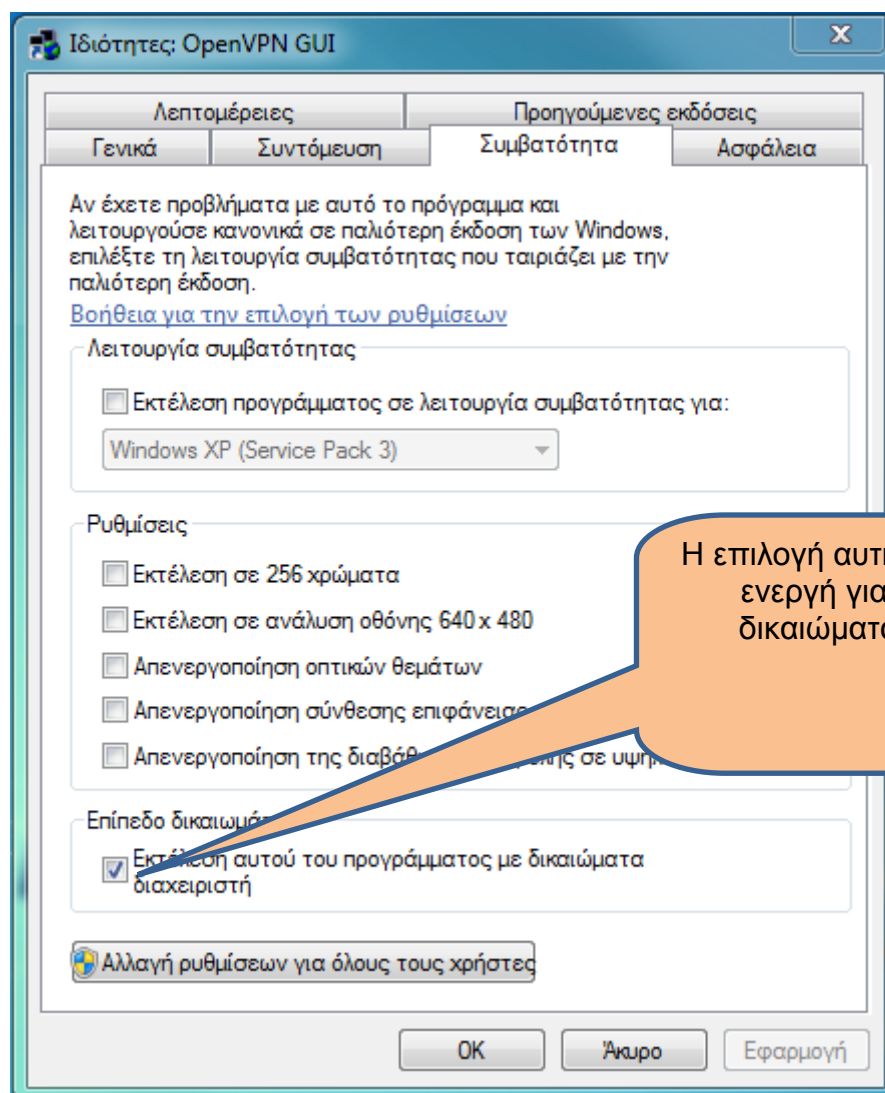 Ιδιότητες: OpenVPN GUI
Λεπτομέρειες Προηγούμενες εκδόσεις
Γενικά Συντόμευση Συμβατότητα Ασφάλεια
Αν έχετε προβλήματα με αυτό το πρόγραμμα και
λειτουργούσε κανονικά σε παλιότερη έκδοση των Windows,
επιλέξτε τη λειτουργία συμβατότητας που ταιριάζει με την
παλιότερη έκδοση.
Βοήθεια για την επιλογή των ρυθμίσεων
Λειτουργία συμβατότητας
Εκτέλεση προγράμματος σε λειτουργία συμβατότητας για:
Windows XP (Service Pack 3)
Ρυθμίσεις
Εκτέλεση σε 256 χρώματα
Εκτέλεση σε ανάλυση οθόνης 640 x 480
Απενεργοποίηση οπτικών θεμάτων
Απενεργοποίηση σύνθεσης επιφάνειας
Απενεργοποίηση της σε
Η επιλογή
ενεργή
Επίπεδο
Εκτέλεση αυτού του προγράμματος με δικαιώματα
διαχειριστή
Αλλαγή ρυθμίσεων για όλους τους χρήστες
OK Άκυρο Εφαρμογή